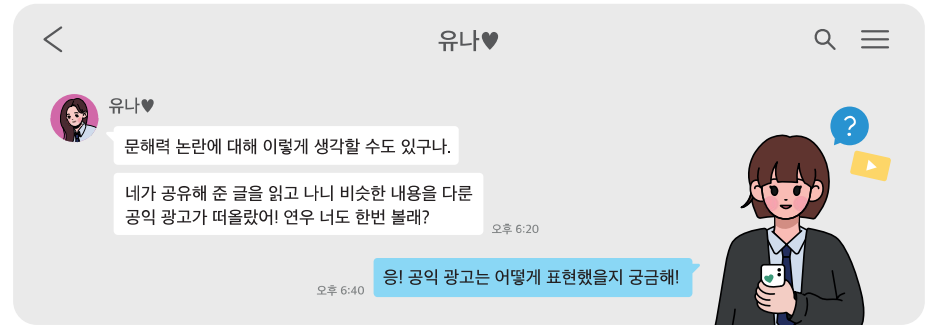 유나♥
유나♥
문해력 논란에 대해 이렇게 생각할 수도 있구나.
네가 공유해 준 글을 읽고 나니 비슷한 내용을 다룬
공익 광고가 떠올랐어! 연우 너도 한번 볼래?
오후 6:20
?
응! 공익 광고는 어떻게 표현했을지 궁금해!
오후 6:40